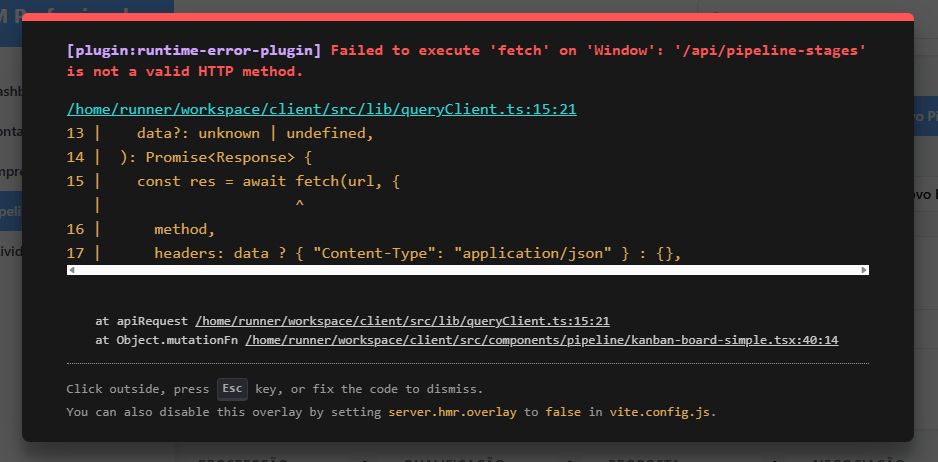 [plugin:runtime-error-plugin] Failed to execute 'fetch' on 'Window': '/api/pipeline-stages'
is not a valid HTTP method.
/home/runner/workspace/client/src/lib/queryClient.ts:15:21
13 |    data?: unknown | undefined,
14 |  ): Promise<Response> {
15 |    const res = await fetch(url, {
   |                      ^
16 |      method,
17 |      headers: data ? { "Content-Type": "application/json" } : {},
at apiRequest /home/runner/workspace/client/src/lib/queryClient.ts:15:21
at Object.mutationFn /home/runner/workspace/client/src/components/pipeline/kanban-board-simple.tsx:40:14
Click outside, press Esc key, or fix the code to dismiss.
You can also disable this overlay by setting server.hmr.overlay to false in vite.config.js.